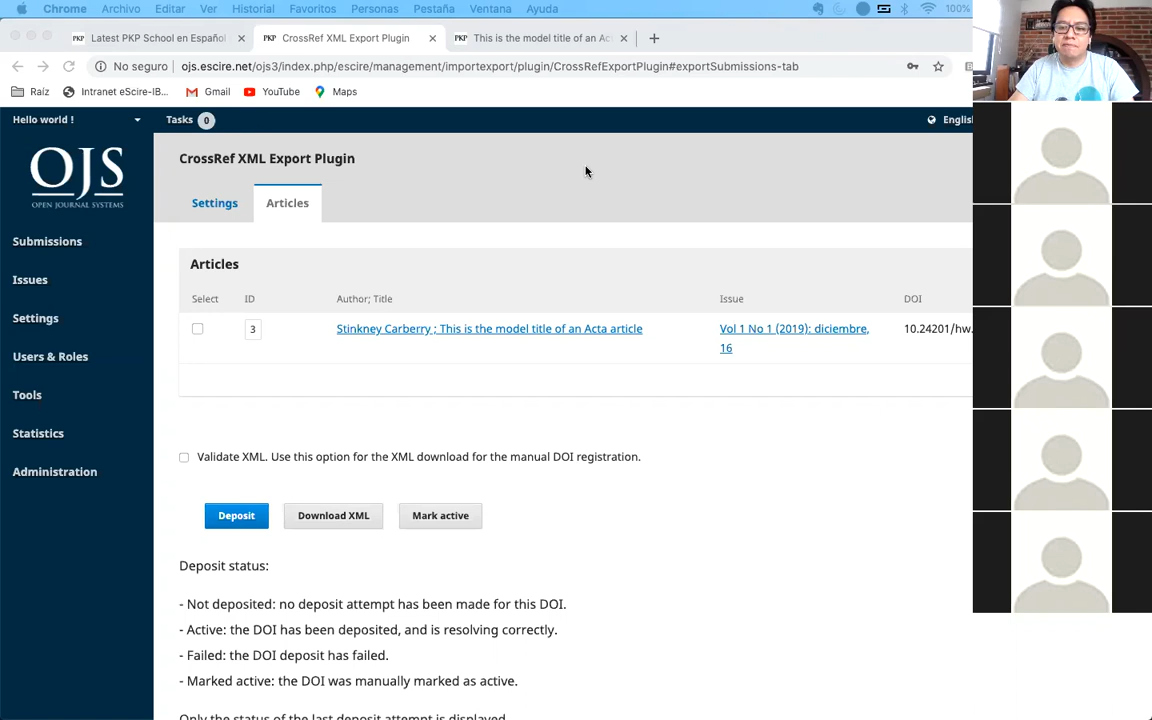 Chrome Archivo Editar Ver Historial Favoritos Personas Pestaña Ventana Ayuda 100%
PKP Latest PKP School en Español PKP CrossRef XML Export Plugin PKP This is the model title of an Ac
No seguro ojs.escire.net/ojs3/index.php/escire/management/importexport/plugin/CrossRefExportPlugin#exportSubmissions-tab
Raíz Intranet eScire-IB... Gmail YouTube Maps
Hello world ! Tasks 0 English
OJS
OPEN JOURNAL SYSTEMS
Submissions
Issues
Settings
Users & Roles
Tools
Statistics
Administration
CrossRef XML Export Plugin
Settings Articles
Articles
Select ID Author; Title Issue DOI
3 Stinkney Carberry ; This is the model title of an Acta article Vol 1 No 1 (2019): diciembre, 10.24201/hw.
16
Validate XML. Use this option for the XML download for the manual DOI registration.
Deposit Download XML Mark active
Deposit status:
- Not deposited: no deposit attempt has been made for this DOI.
- Active: the DOI has been deposited, and is resolving correctly.
- Failed: the DOI deposit has failed.
- Marked active: the DOI was manually marked as active.
Only the status of the last deposit attempt is displayed.